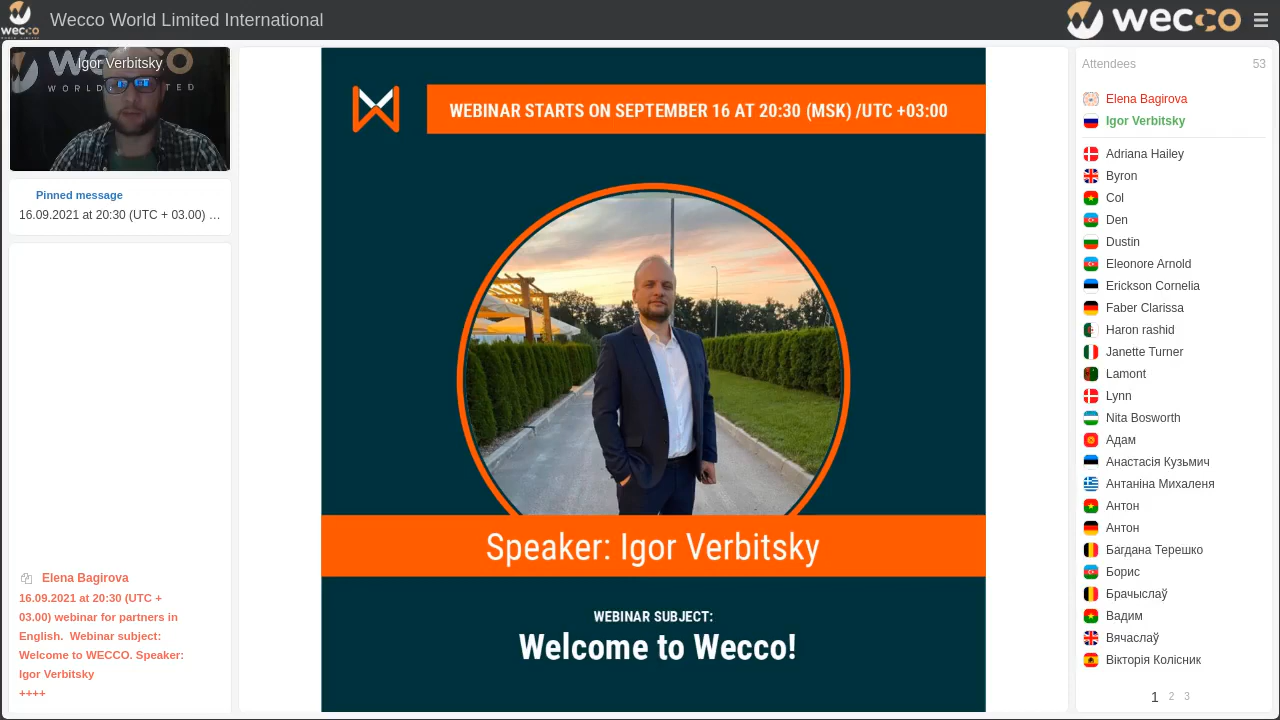 wecco
Wecco World Limited International
wecco
Igor Verbitsky
Pinned message
16.09.2021 at 20:30 (UTC + 03.00) …
Elena Bagirova
16.09.2021 at 20:30 (UTC +
03.00) webinar for partners in
English.  Webinar subject:
Welcome to WECCO. Speaker:
Igor Verbitsky
++++
WEBINAR STARTS ON SEPTEMBER 16 AT 20:30 (MSK) /UTC +03:00
Speaker: Igor Verbitsky
WEBINAR SUBJECT:
Welcome to Wecco!
Attendees 53
Elena Bagirova
Igor Verbitsky
Adriana Hailey
Byron
Col
Den
Dustin
Eleonore Arnold
Erickson Cornelia
Faber Clarissa
Haron rashid
Janette Turner
Lamont
Lynn
Nita Bosworth
Адам
Анастасія Кузьмич
Антаніна Михаленя
Антон
Антон
Багдана Терешко
Борис
Брачыслаў
Вадим
Вячаслаў
Вікторія Колісник
1 2 3